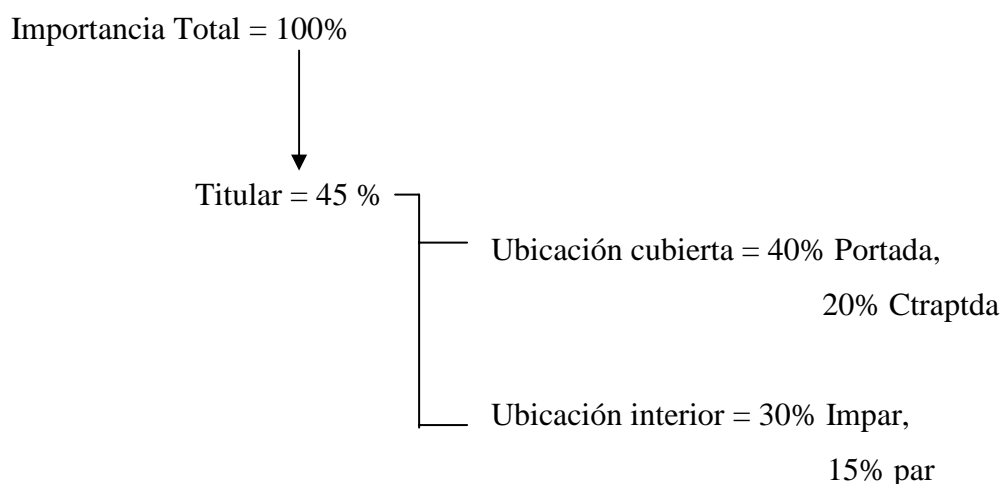 Importancia Total = 100%
Titular = 45 %
Ubicación cubierta = 40% Portada,
20% Ctraptda
Ubicación interior = 30% Impar,
15% par